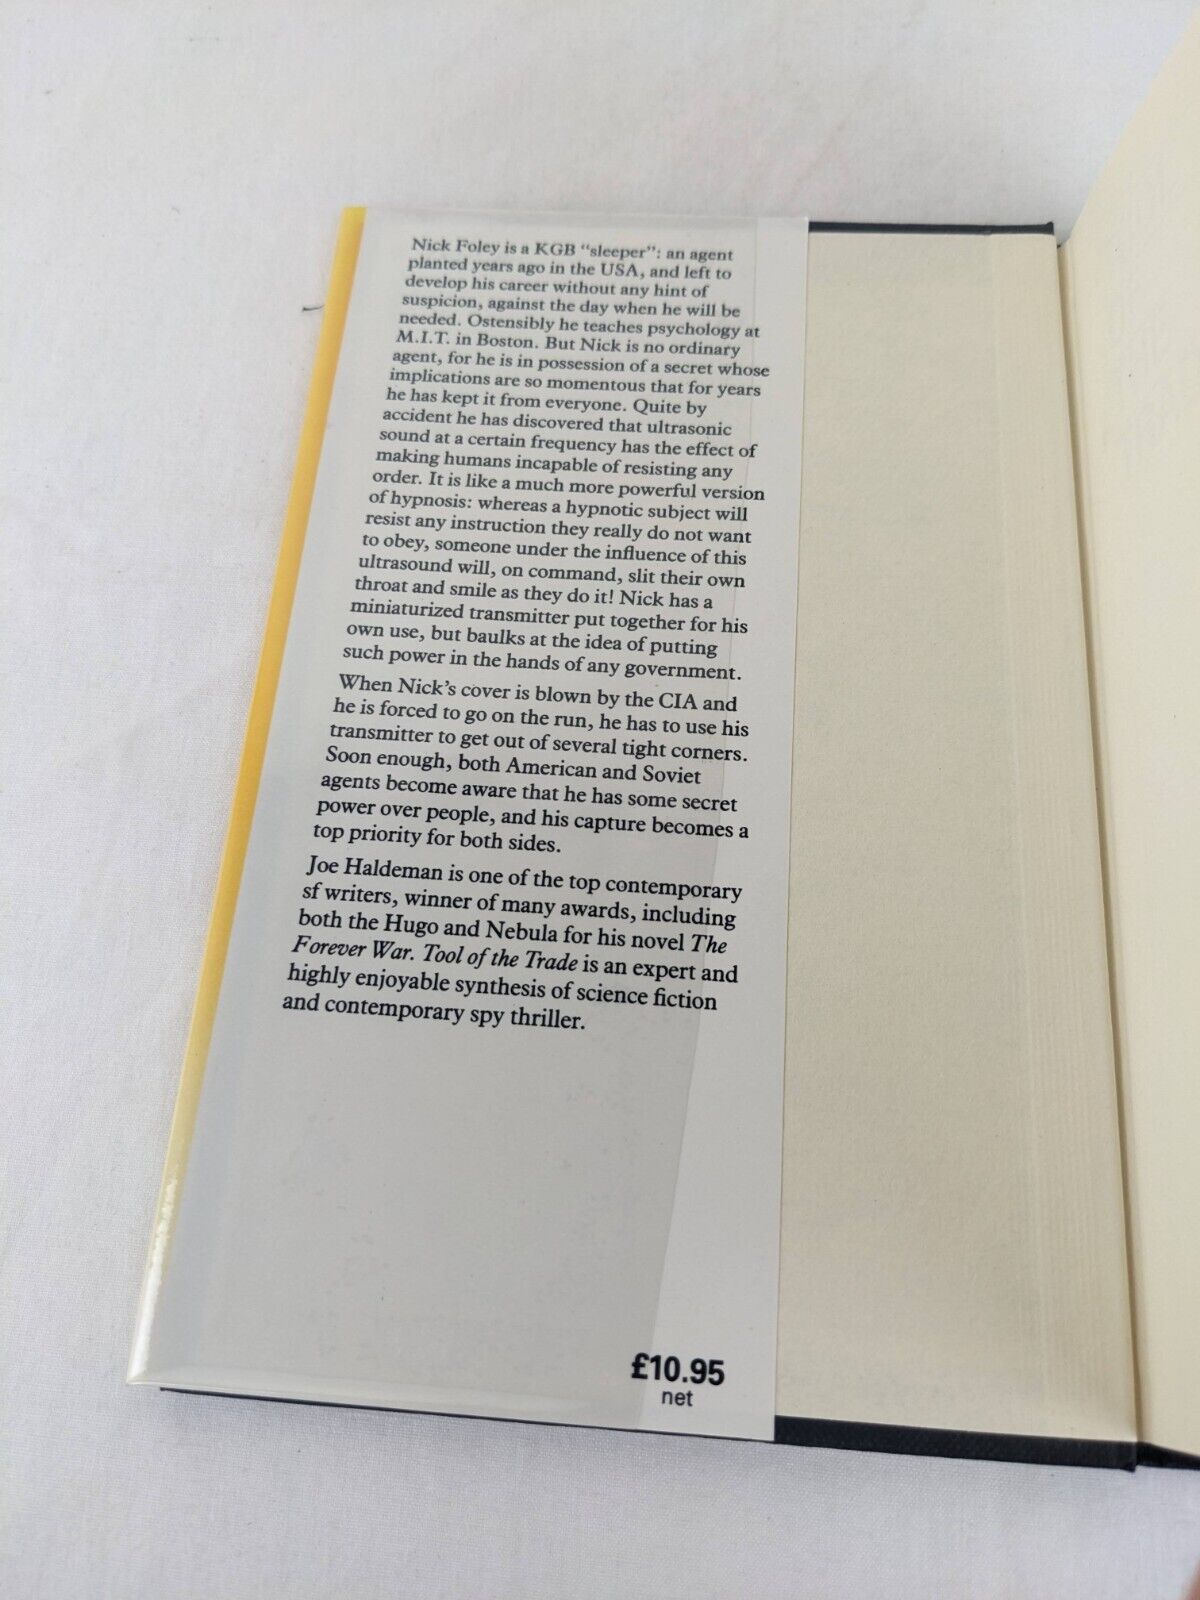 Nick Foley is a KGB “sleeper”: an agent
planted years ago in the USA, and left to
develop his career without any hint of
suspicion, against the day when he will be
needed. Ostensibly he teaches psychology at
M.I.T. in Boston. But Nick is no ordinary
agent, for he is in possession of a secret whose
implications are so momentous that for years
he has kept it from everyone. Quite by
accident he has discovered that ultrasonic
sound at a certain frequency has the effect of
making humans incapable of resisting any
order. It is like a much more powerful version
of hypnosis: whereas a hypnotic subject will
resist any instruction they really do not want
to obey, someone under the influence of this
ultrasound will, on command, slit their own
throat and smile as they do it! Nick has a
miniaturized transmitter put together for his
own use, but baulks at the idea of putting
such power in the hands of any government.
When Nick’s cover is blown by the CIA and
he is forced to go on the run, he has to use his
transmitter to get out of several tight corners.
Soon enough, both American and Soviet
agents become aware that he has some secret
power over people, and his capture becomes a
top priority for both sides.
Joe Haldeman is one of the top contemporary
sf writers, winner of many awards, including
both the Hugo and Nebula for his novel The
Forever War. Tool of the Trade is an expert and
highly enjoyable synthesis of science fiction
and contemporary spy thriller.
£10.95
net